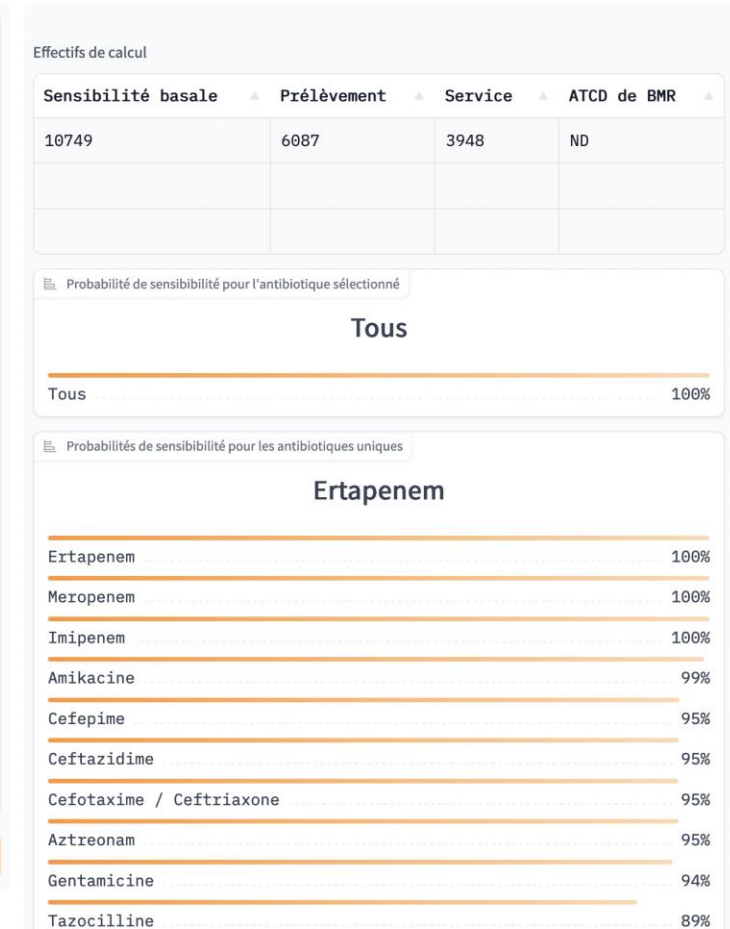 Effectifs de calcul
Sensibilité basale Prélèvement Service ATCD de BMR
10749 6087 3948 ND
Probabilité de sensibibilité pour l'antibiotique sélectionné
Tous
Tous 100%
Probabilités de sensibibilité pour les antibiotiques uniques
Ertapenem
Ertapenem 100%
Meropenem 100%
Imipenem 100%
Amikacine 99%
Cefepime 95%
Ceftazidime 95%
Cefotaxime / Ceftriaxone 95%
Aztreonam 95%
Gentamicine 94%
Tazocilline 89%